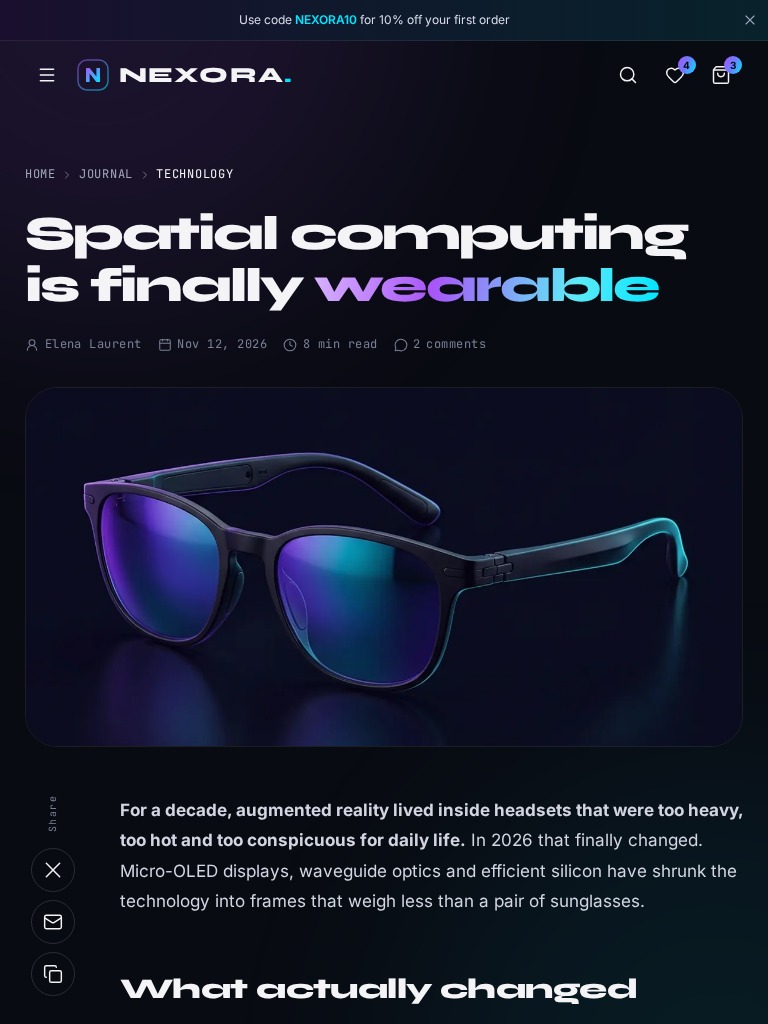 Use code NEXORA10 for 10% off your first order
N NEXORA.
4
3
HOME > JOURNAL > TECHNOLOGY
Spatial computing
is finally wearable
Elena Laurent Nov 12, 2026 8 min read 2 comments
Share
For a decade, augmented reality lived inside headsets that were too heavy,
too hot and too conspicuous for daily life. In 2026 that finally changed.
Micro-OLED displays, waveguide optics and efficient silicon have shrunk the
technology into frames that weigh less than a pair of sunglasses.
What actually changed